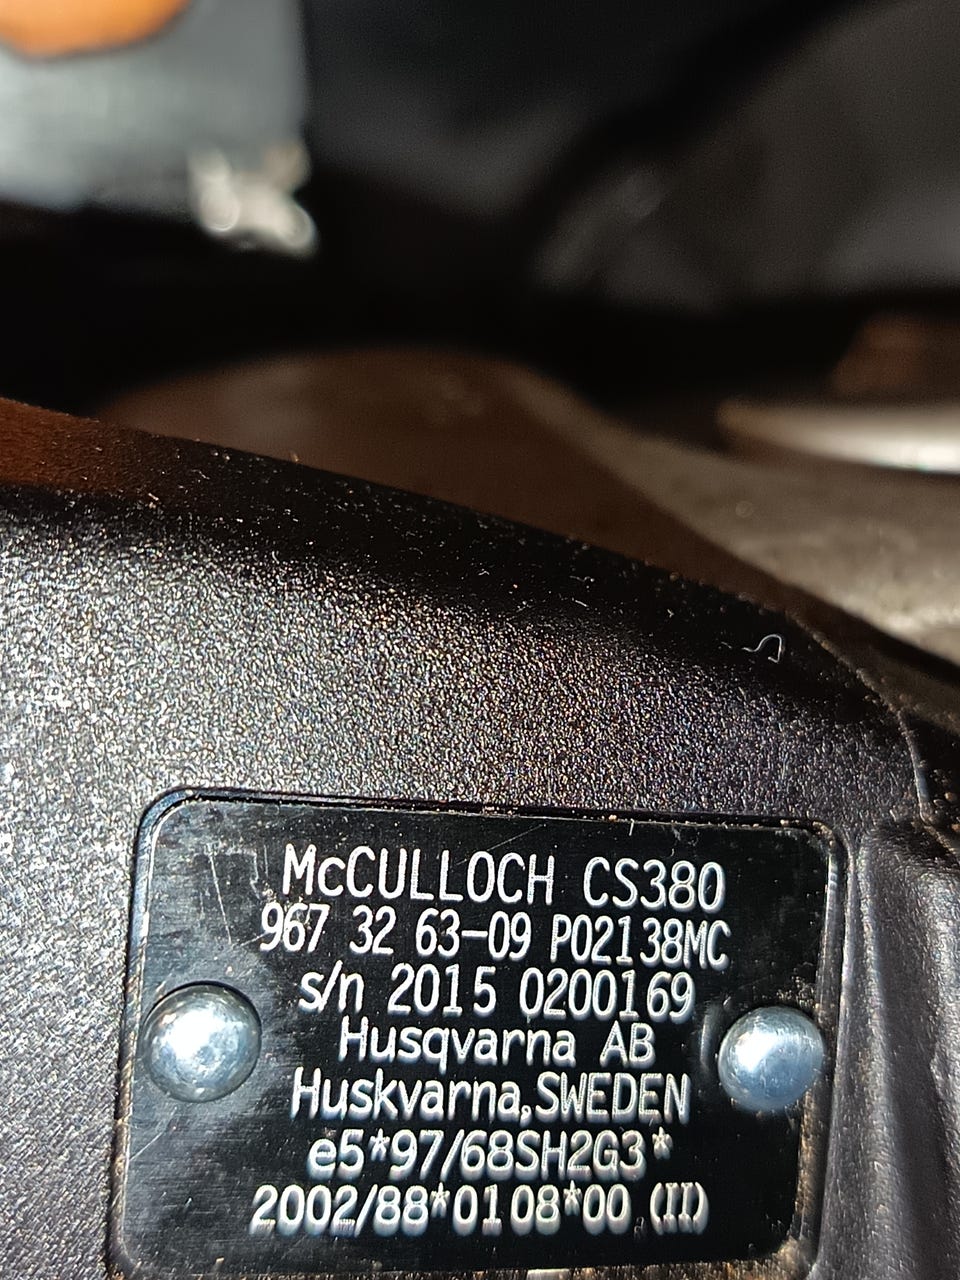 McCULLOCH CS380
967 32 63-09 P02138MC
s/n 2015 0200169
Husqvarna AB
Huskvarna,SWEDEN
e5*97/68SH2G3*
2002/88*0108*00 (II)